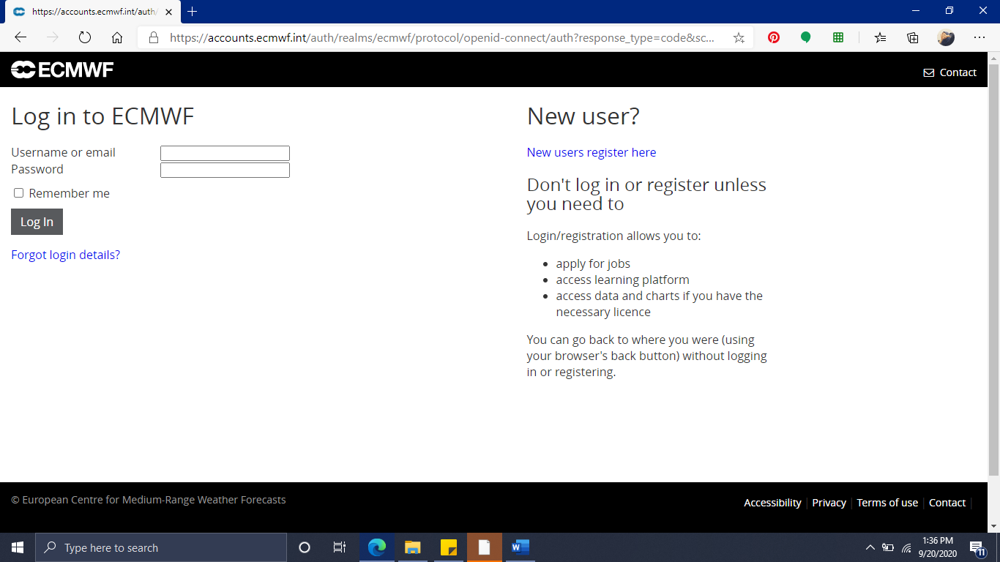 https://accounts.ecmwf.int/auth/
https://accounts.ecmwf.int/auth/realms/ecmwf/protocol/openid-connect/auth?response_type=code&sc...
ECMWF
Contact
Log in to ECMWF
Username or email
Password
Remember me
Log In
Forgot login details?
New user?
New users register here
Don't log in or register unless
you need to
Login/registration allows you to:
• apply for jobs
• access learning platform
• access data and charts if you have the
necessary licence
You can go back to where you were (using
your browser's back button) without logging
in or registering.
© European Centre for Medium-Range Weather Forecasts
Accessibility | Privacy | Terms of use | Contact |
Type here to search
W
1:36 PM
9/20/2020
11